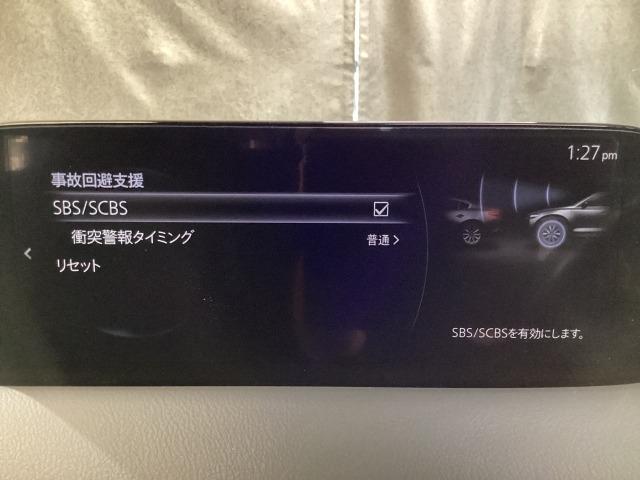 1:27 pm
事故回避支援
SBS/SCBS
衝突警報タイミング 普通
リセット
SBS/SCBSを有効にします。